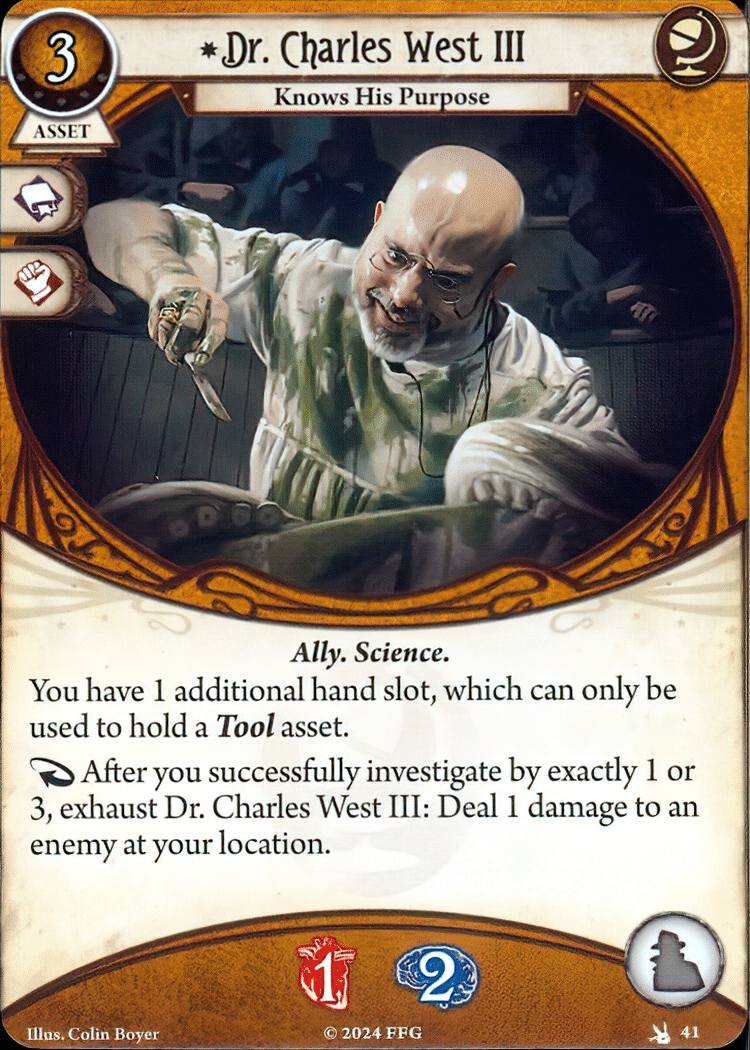 3
✷Dr. Charles West III
Knows His Purpose
ASSET
Ally. Science.
You have 1 additional hand slot, which can only be
used to hold a Tool asset.
After you successfully investigate by exactly 1 or
3, exhaust Dr. Charles West III: Deal 1 damage to an
enemy at your location.
1
2
Illus. Colin Boyer
© 2024 FFG
41